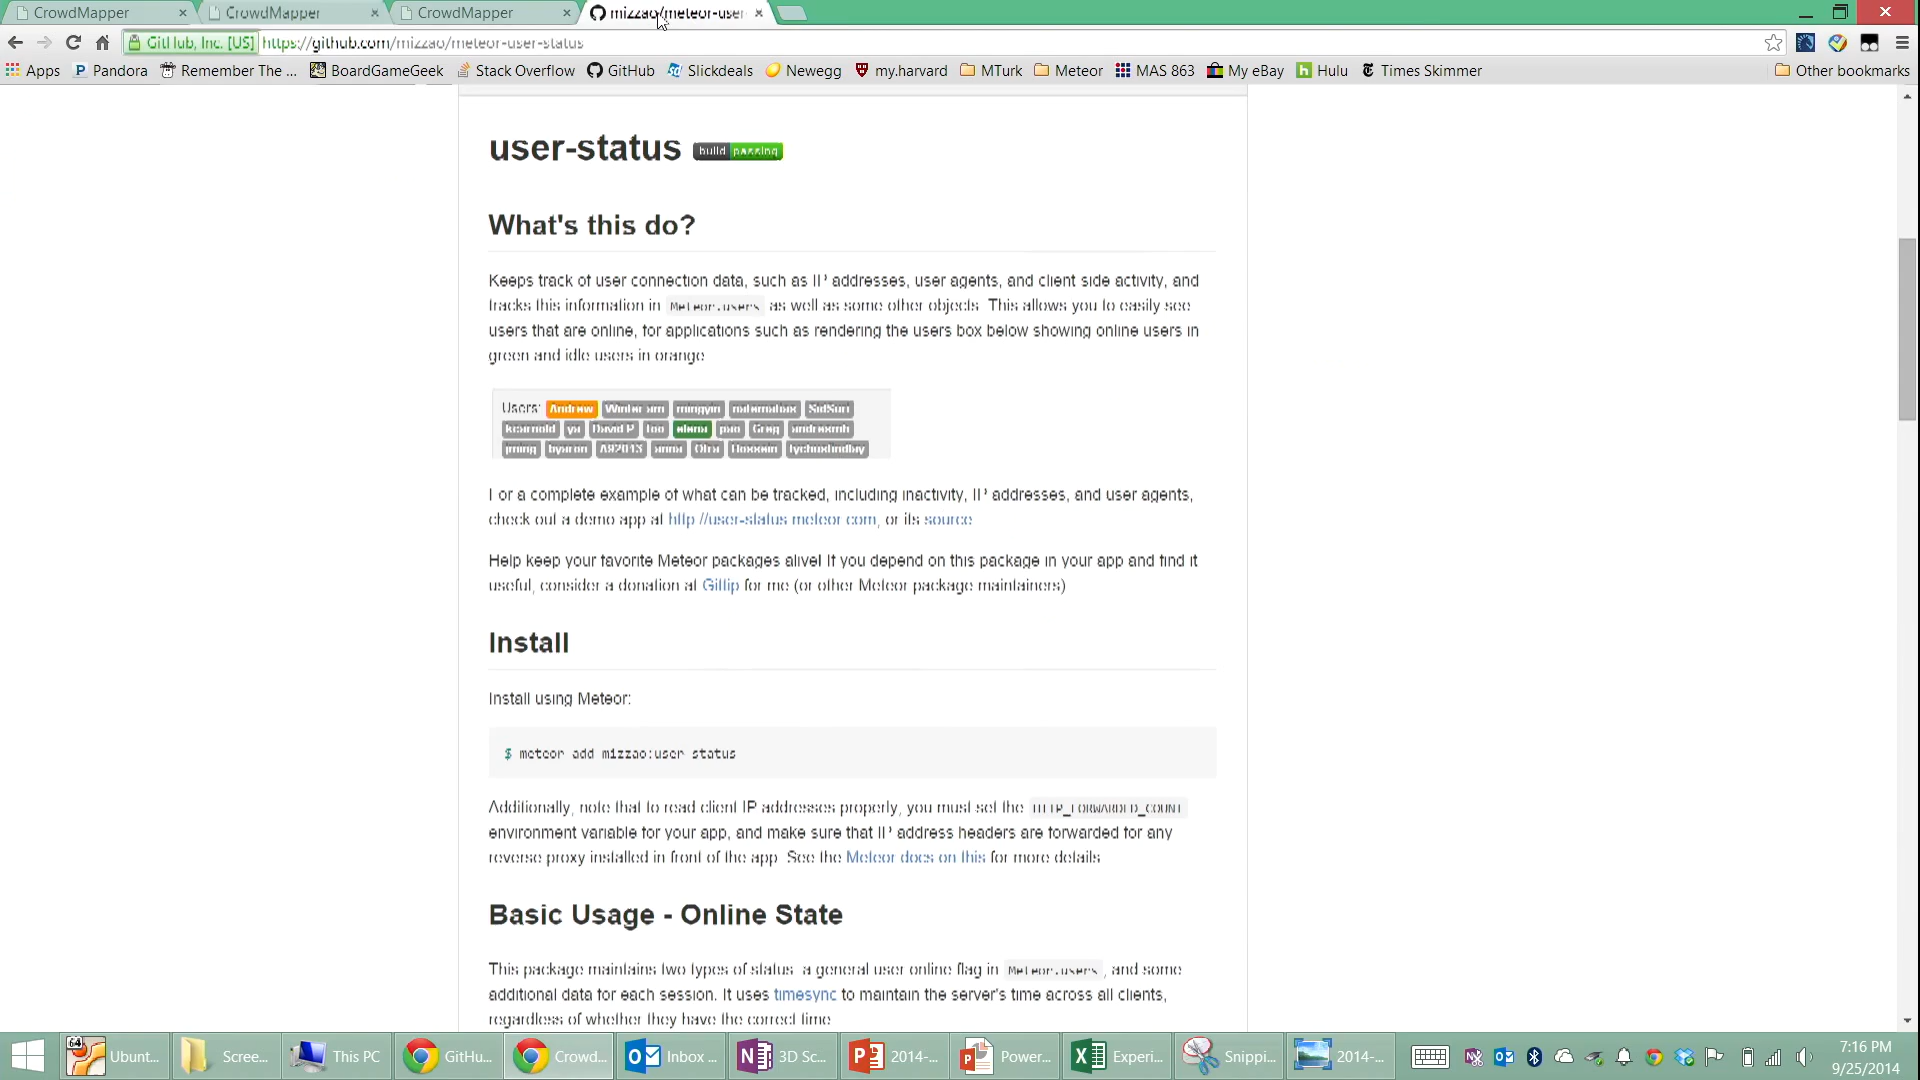 CrowdMapper
CrowdMapper
CrowdMapper
mizzao/meteor-user-
GitHub, Inc. [US] https://github.com/mizzao/meteor-user-status
Apps Pandora Remember The ... BoardGameGeek Stack Overflow GitHub Slickdeals Newegg my.harvard MTurk Meteor MAS 863 My eBay Hulu Times Skimmer Other bookmarks
user-status build passing
What's this do?
Keeps track of user connection data, such as IP addresses, user agents, and client side activity, and
tracks this information in Meteor.users as well as some other objects. This allows you to easily see
users that are online, for applications such as rendering the users box below showing online users in
green and idle users in orange
Users: Andrew mingyin SidSuri
kcarnold David P Greg
For a complete example of what can be tracked, including inactivity, IP addresses, and user agents,
check out a demo app at http://user-status.meteor.com, or its source
Help keep your favorite Meteor packages alive! If you depend on this package in your app and find it
useful, consider a donation at Gittip for me (or other Meteor package maintainers)
Install
Install using Meteor:
$ meteor add mizzao:user-status
Additionally, note that to read client IP addresses properly, you must set the HTTP_FORWARDED_COUNT
environment variable for your app, and make sure that IP address headers are forwarded for any
reverse proxy installed in front of the app. See the Meteor docs on this for more details
Basic Usage - Online State
This package maintains two types of status: a general user online flag in Meteor.users, and some
additional data for each session. It uses timesync to maintain the server's time across all clients,
regardless of whether they have the correct time
64 Ubunt... Scree... This PC GitHu... Crowd... Inbox ... 3D Sc... 2014-... Power... Experi... Snippi... 2014-... 7:16 PM
9/25/2014